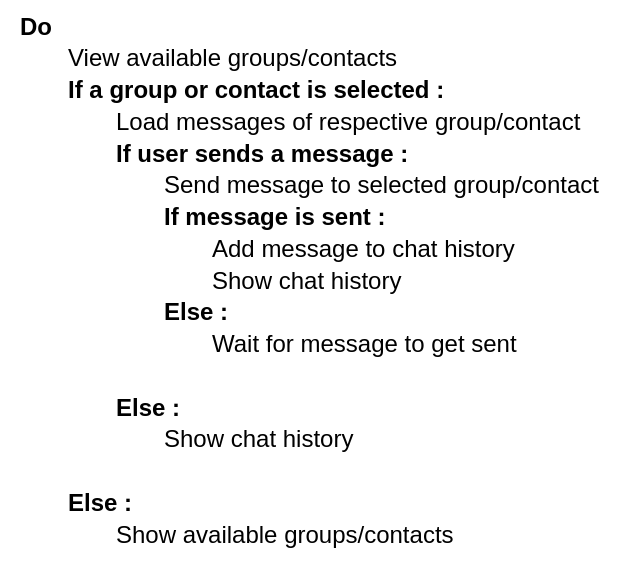 Do
View available groups/contacts
If a group or contact is selected :
Load messages of respective group/contact
If user sends a message :
Send message to selected group/contact
If message is sent :
Add message to chat history
Show chat history
Else :
Wait for message to get sent
Else :
Show chat history
Else :
Show available groups/contacts